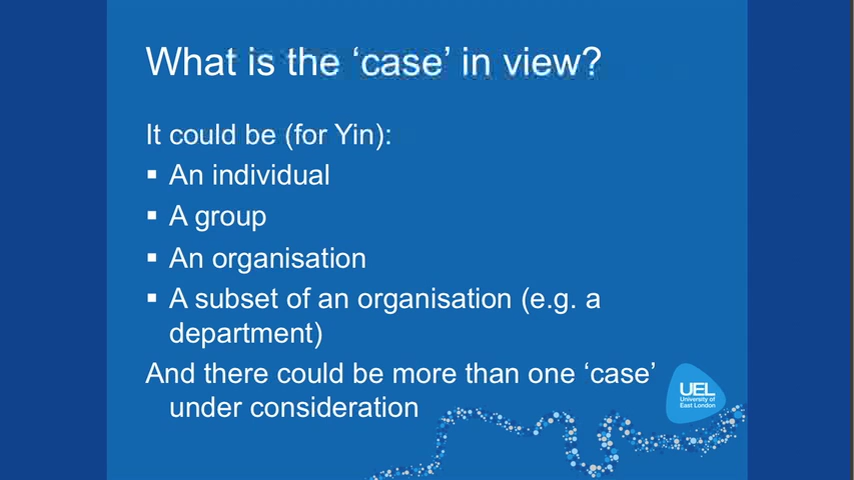 What is the ‘case’ in view?
It could be (for Yin):
▪ An individual
▪ A group
▪ An organisation
▪ A subset of an organisation (e.g. a
department)
And there could be more than one ‘case’
under consideration
UEL
University of
East London